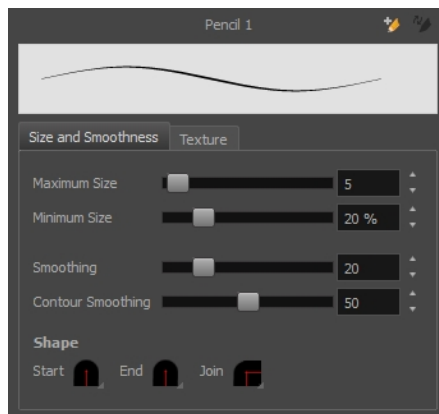 Pencil 1
Size and Smoothness Texture
Maximum Size 5
Minimum Size 20 %
Smoothing 20
Contour Smoothing 50
Shape
Start End Join